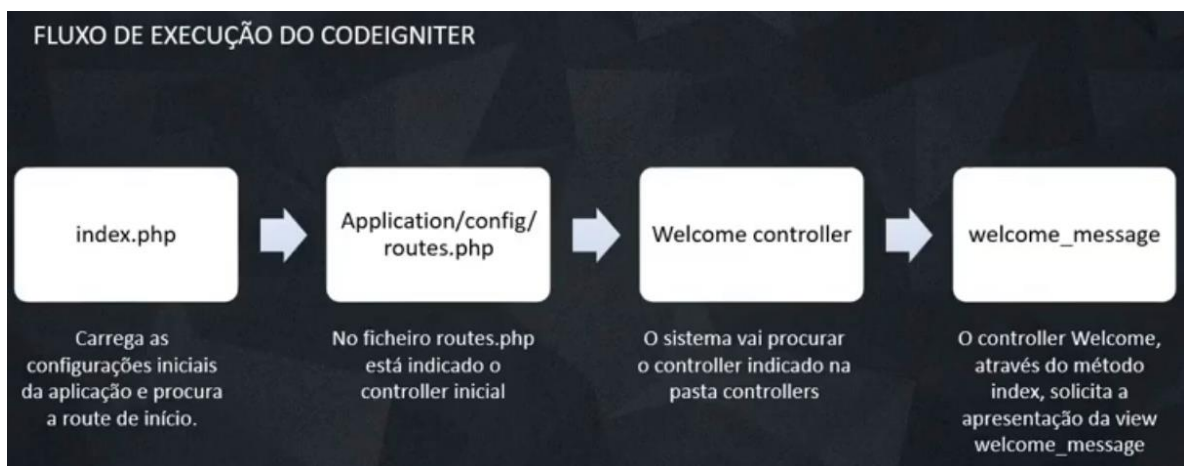 FLUXO DE EXECUÇÃO DO CODEIGNITER
index.php
Carrega as
configurações iniciais
da aplicação e procura
a route de início.
Application/config/
routes.php
No ficheiro routes.php
está indicado o
controller inicial
Welcome controller
O sistema vai procurar
o controller indicado na
pasta controllers
welcome_message
O controller Welcome,
através do método
index, solicita a
apresentação da view
welcome_message